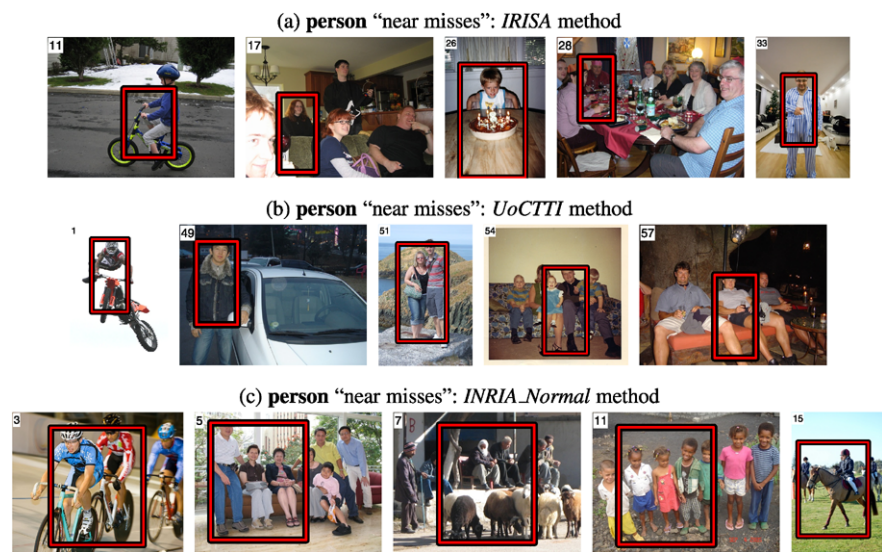 (a) person “near misses”: IRISA method
11 17 26 28 33
(b) person “near misses”: UoCTTI method
1 49 51 54 57
(c) person “near misses”: INRIA_Normal method
3 5 7 11 15